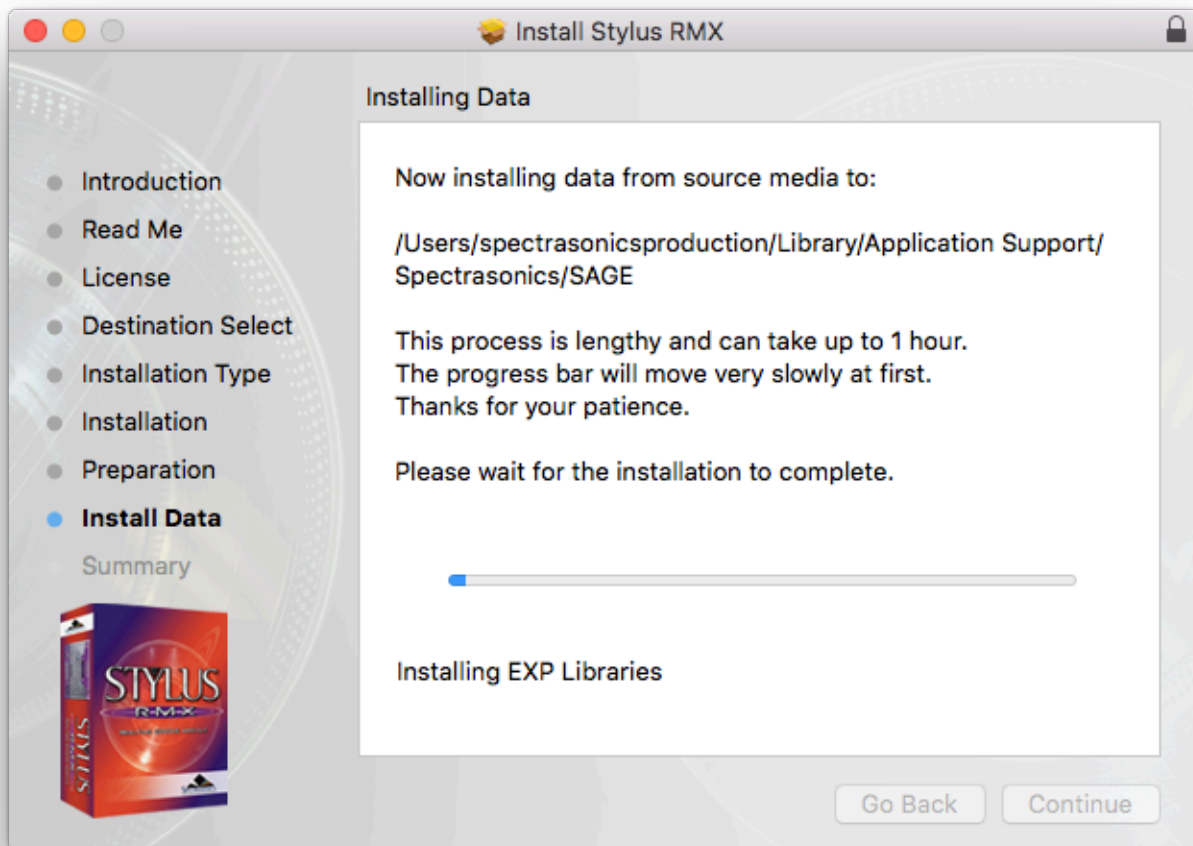 Install Stylus RMX
Installing Data
Introduction
Read Me
License
Destination Select
Installation Type
Installation
Preparation
Install Data
Summary
Now installing data from source media to:
/Users/spectrasonicsproduction/Library/Application Support/
Spectrasonics/SAGE
This process is lengthy and can take up to 1 hour.
The progress bar will move very slowly at first.
Thanks for your patience.
Please wait for the installation to complete.
Installing EXP Libraries
STYLUS
R·M·X
STYLUS
Go Back
Continue